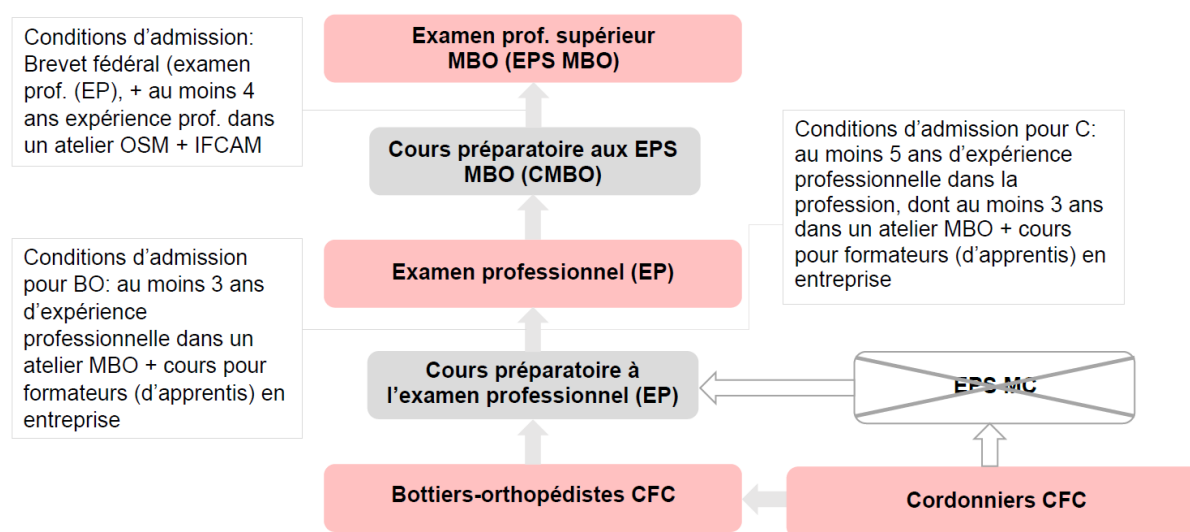 Conditions d’admission:
Brevet fédéral (examen
prof. (EP), + au moins 4
ans expérience prof. dans
un atelier OSM + IFCAM
Examen prof. supérieur
MBO (EPS MBO)
Cours préparatoire aux EPS
MBO (CMBO)
Conditions d’admission pour C:
au moins 5 ans d’expérience
professionnelle dans la
profession, dont au moins 3 ans
dans un atelier MBO + cours
pour formateurs (d’apprentis) en
entreprise
Conditions d’admission
pour BO: au moins 3 ans
d’expérience
professionnelle dans un
atelier MBO + cours pour
formateurs (d’apprentis) en
entreprise
Examen professionnel (EP)
Cours préparatoire à
l’examen professionnel (EP)
EPS MC
Bottiers-orthopédistes CFC
Cordonniers CFC